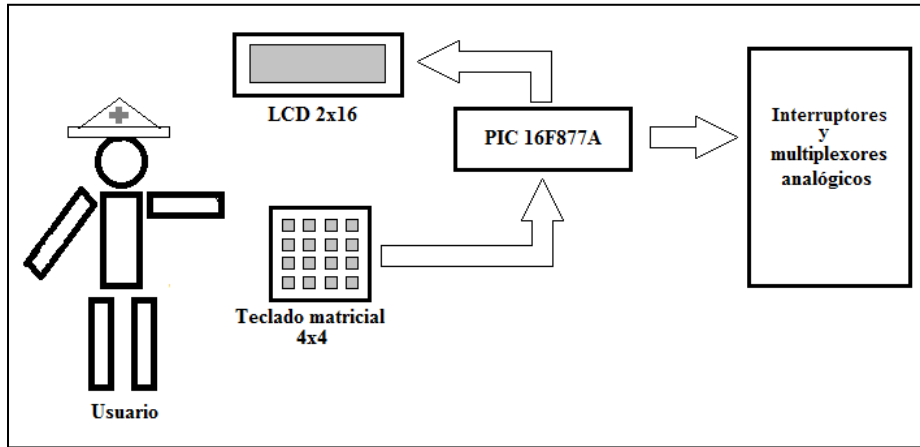 LCD 2x16
PIC 16F877A
Interruptores
y
multiplexores
analógicos
Teclado matricial
4x4
Usuario